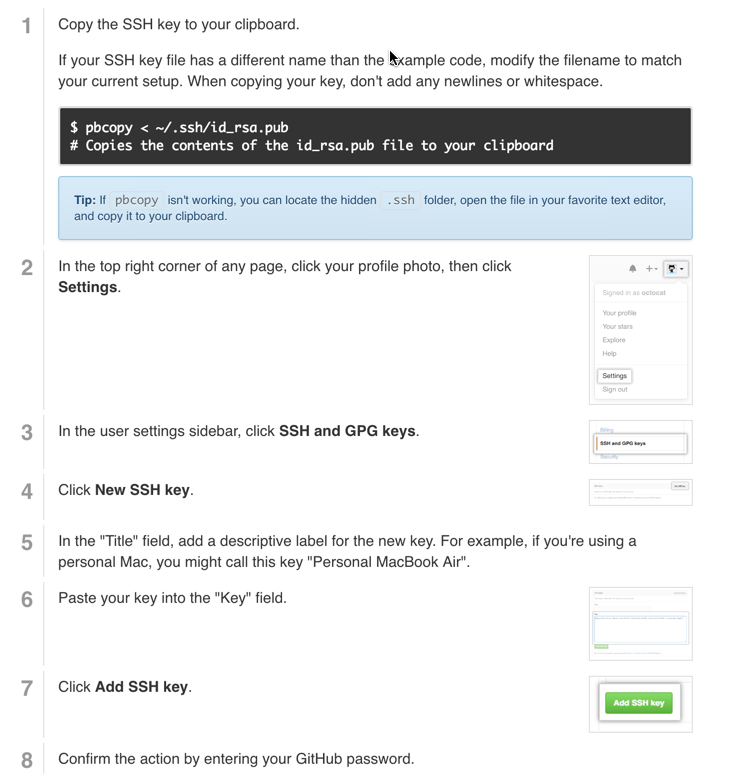 1
Copy the SSH key to your clipboard.
If your SSH key file has a different name than the example code, modify the filename to match
your current setup. When copying your key, don't add any newlines or whitespace.
$ pbcopy < ~/.ssh/id_rsa.pub
# Copies the contents of the id_rsa.pub file to your clipboard
Tip: If pbcopy isn't working, you can locate the hidden .ssh folder, open the file in your favorite text editor,
and copy it to your clipboard.
2
In the top right corner of any page, click your profile photo, then click
Settings.
Signed in as octocat
Your profile
Your stars
Explore
Help
Settings
Sign out
3
In the user settings sidebar, click SSH and GPG keys.
Billing
SSH and GPG keys
Security
4
Click New SSH key.
5
In the "Title" field, add a descriptive label for the new key. For example, if you're using a
personal Mac, you might call this key "Personal MacBook Air".
6
Paste your key into the "Key" field.
7
Click Add SSH key.
Add SSH key
8
Confirm the action by entering your GitHub password.